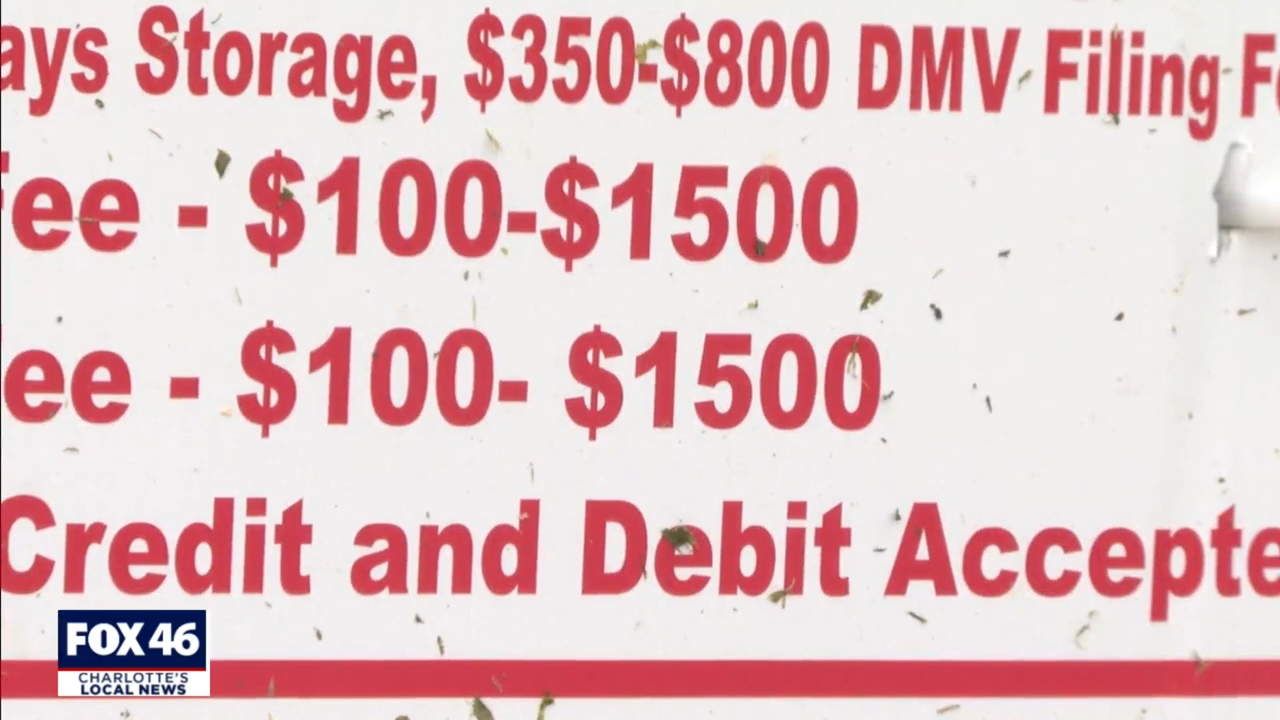 ays Storage, $350-$800 DMV Filing F
ee - $100-$1500
ee - $100- $1500
Credit and Debit Accepte
FOX 46
CHARLOTTE'S
LOCAL NEWS